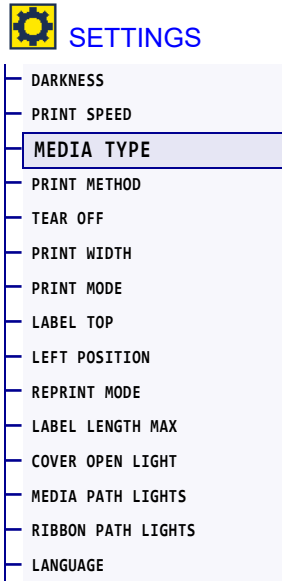 SETTINGS
DARKNESS
PRINT SPEED
MEDIA TYPE
PRINT METHOD
TEAR OFF
PRINT WIDTH
PRINT MODE
LABEL TOP
LEFT POSITION
REPRINT MODE
LABEL LENGTH MAX
COVER OPEN LIGHT
MEDIA PATH LIGHTS
RIBBON PATH LIGHTS
LANGUAGE